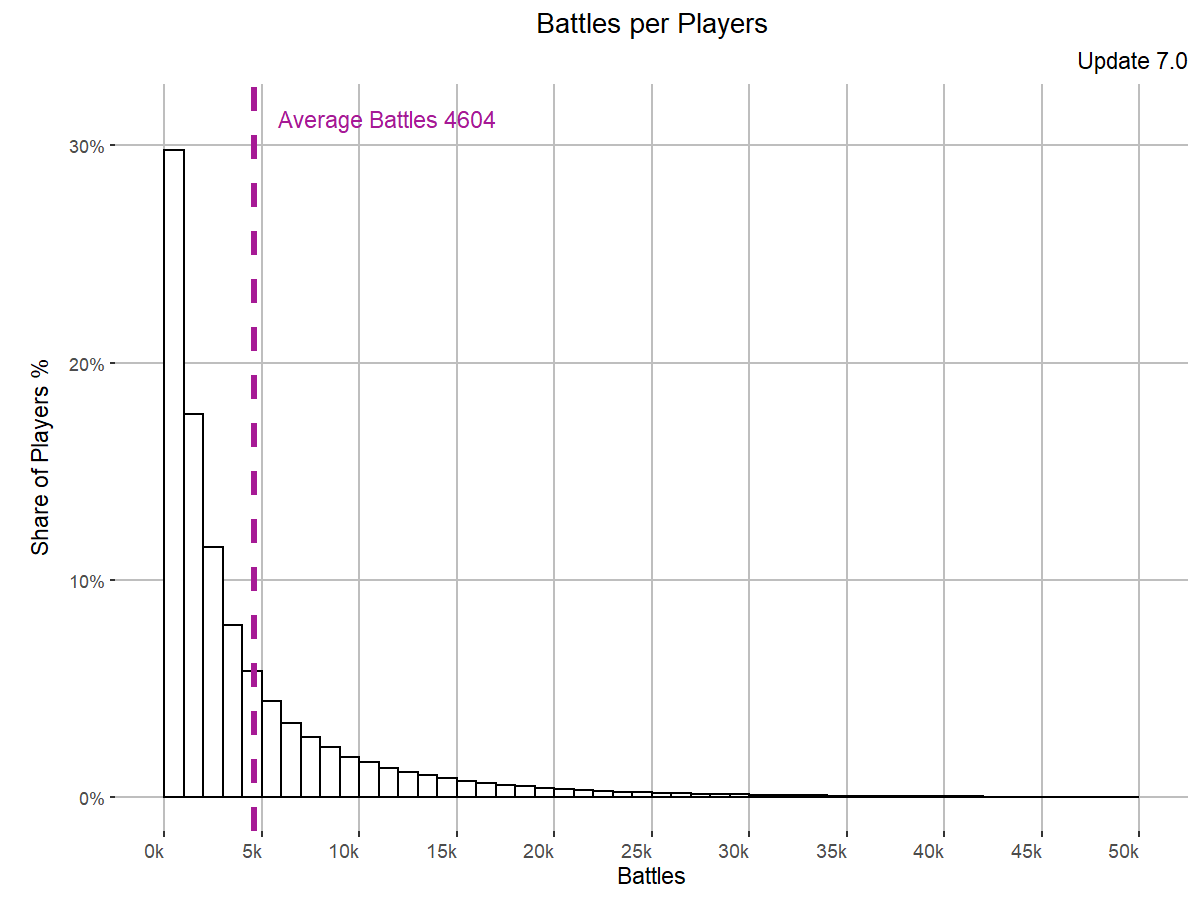 Battles per Players
Update 7.0
Average Battles 4604
Share of Players %
30%
20%
10%
0%
0k 5k 10k 15k 20k 25k 30k 35k 40k 45k 50k
Battles